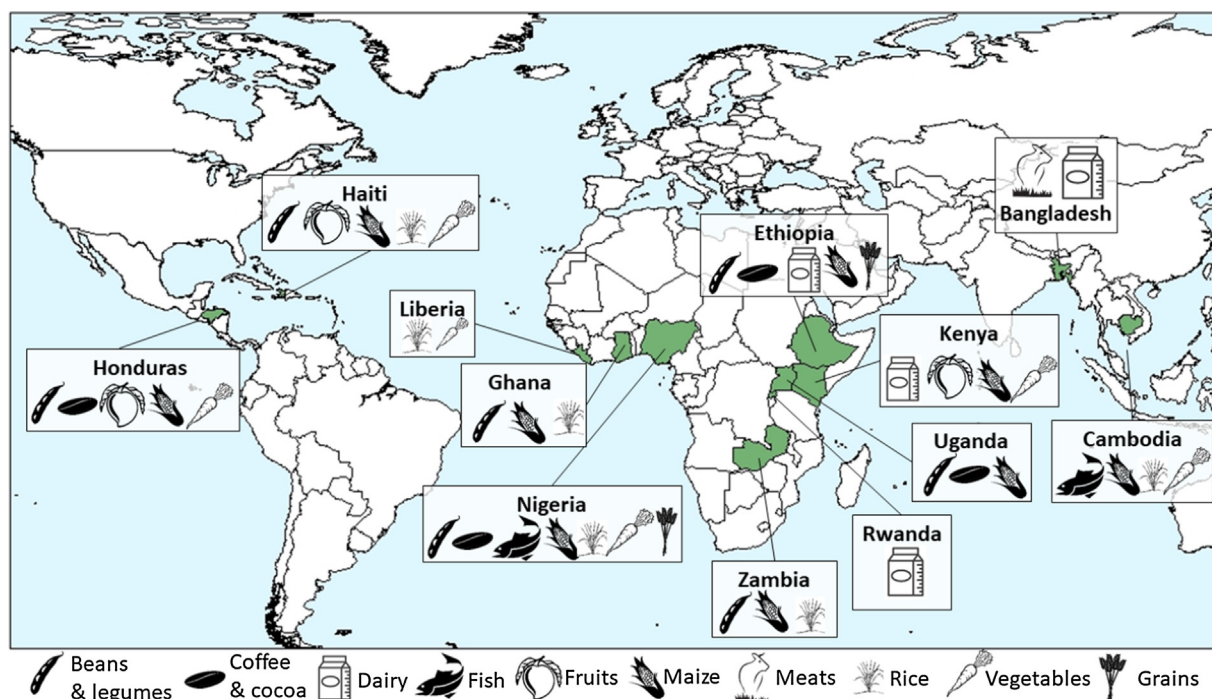 Haiti
Bangladesh
Ethiopia
Liberia
Kenya
Honduras
Ghana
Uganda
Cambodia
Nigeria
Rwanda
Zambia
Beans & legumes
Coffee & cocoa
Dairy
Fish
Fruits
Maize
Meats
Rice
Vegetables
Grains